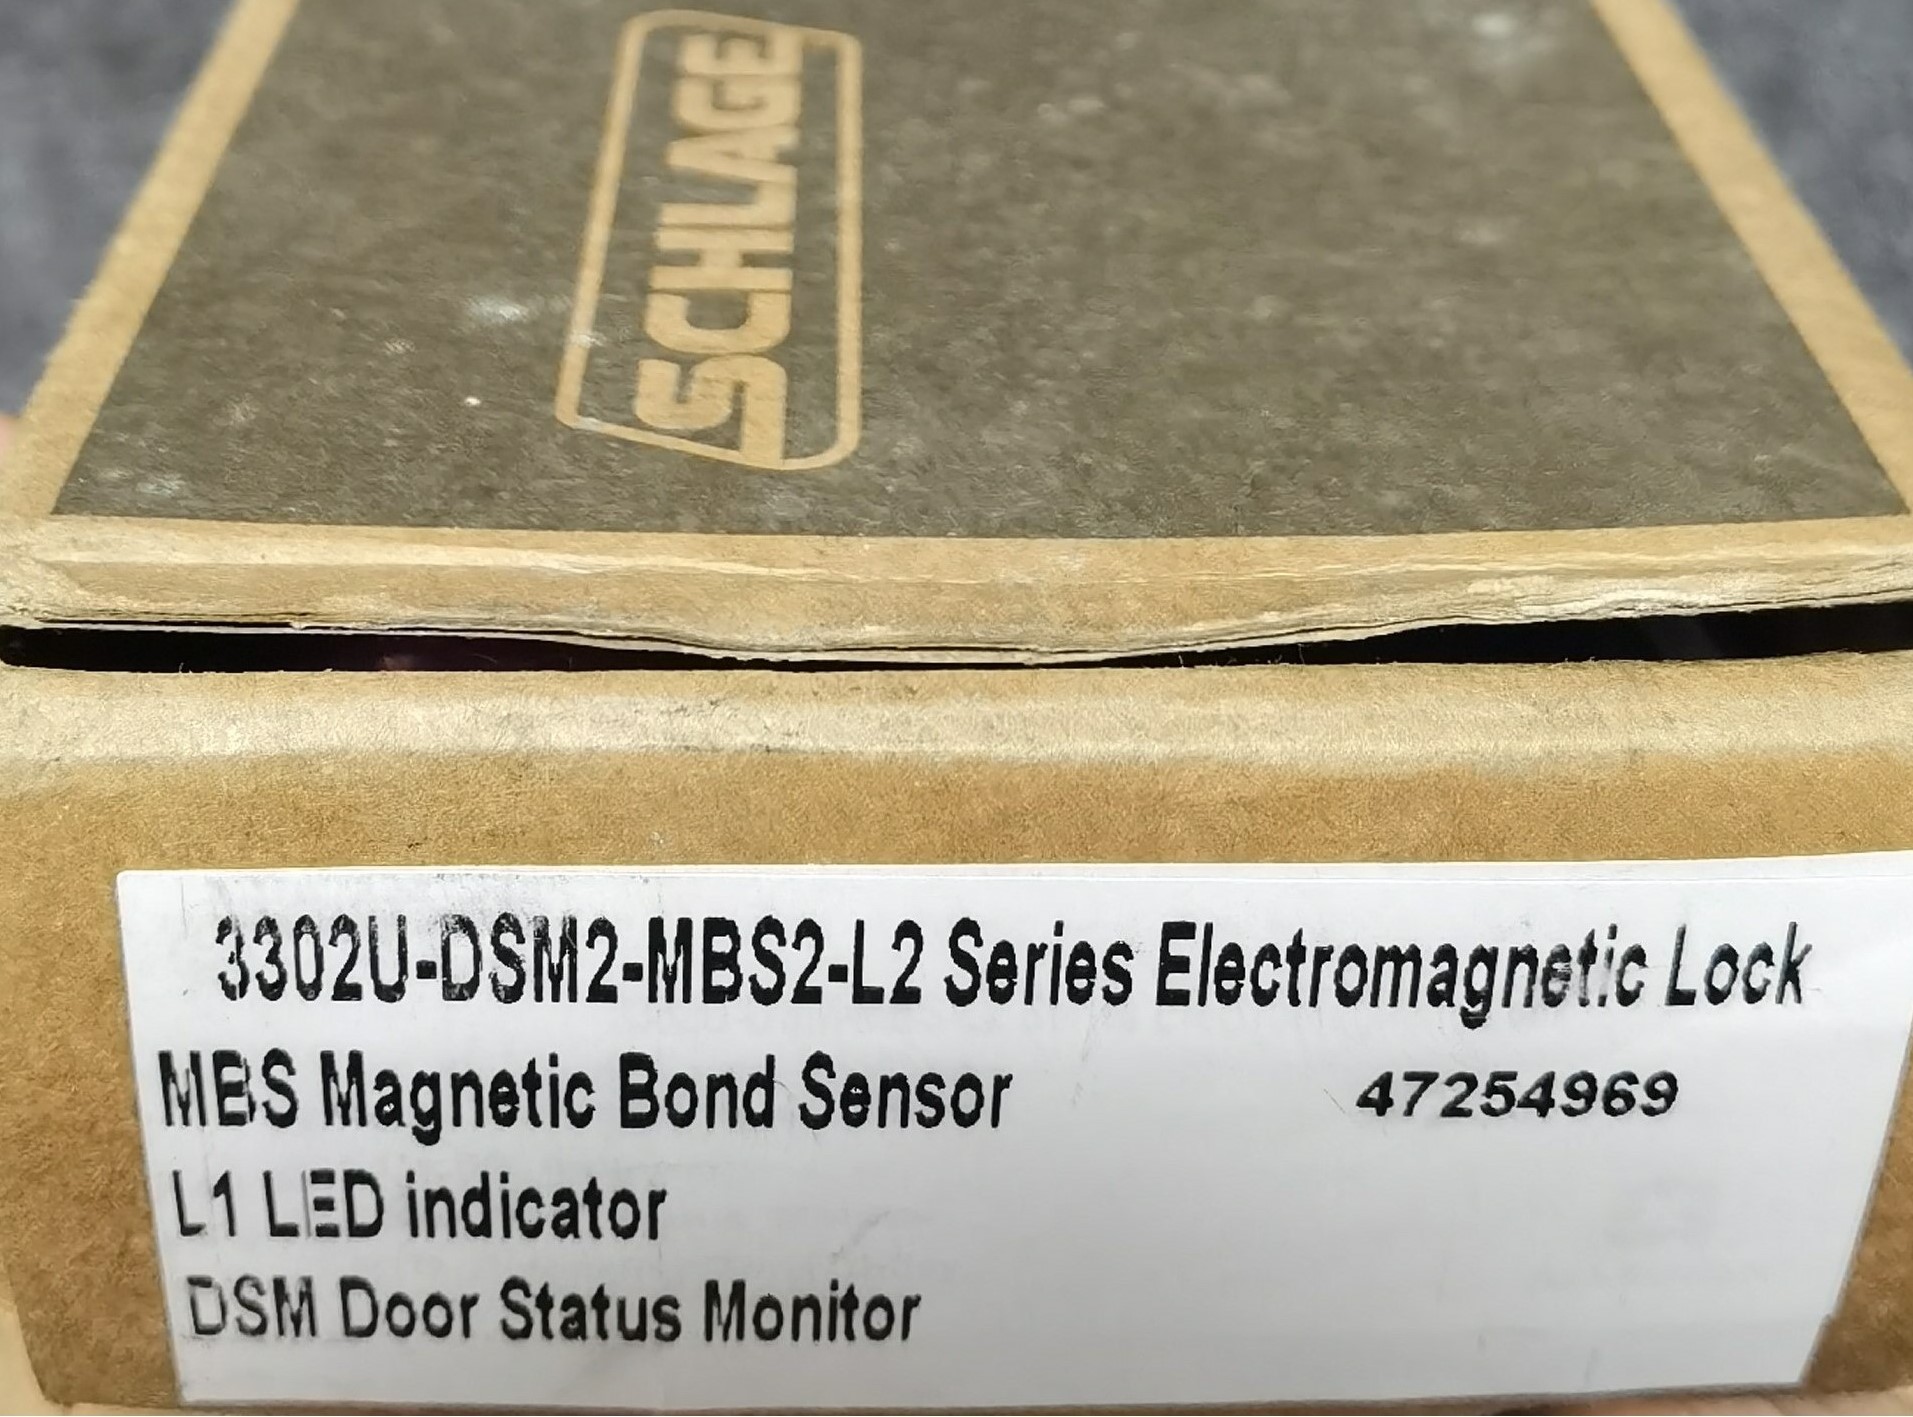 SCHLAGE
3302U-DSM2-MBS2-L2 Series Electromagnetic Lock
MBS Magnetic Bond Sensor 47254969
L1 LED indicator
DSM Door Status Monitor